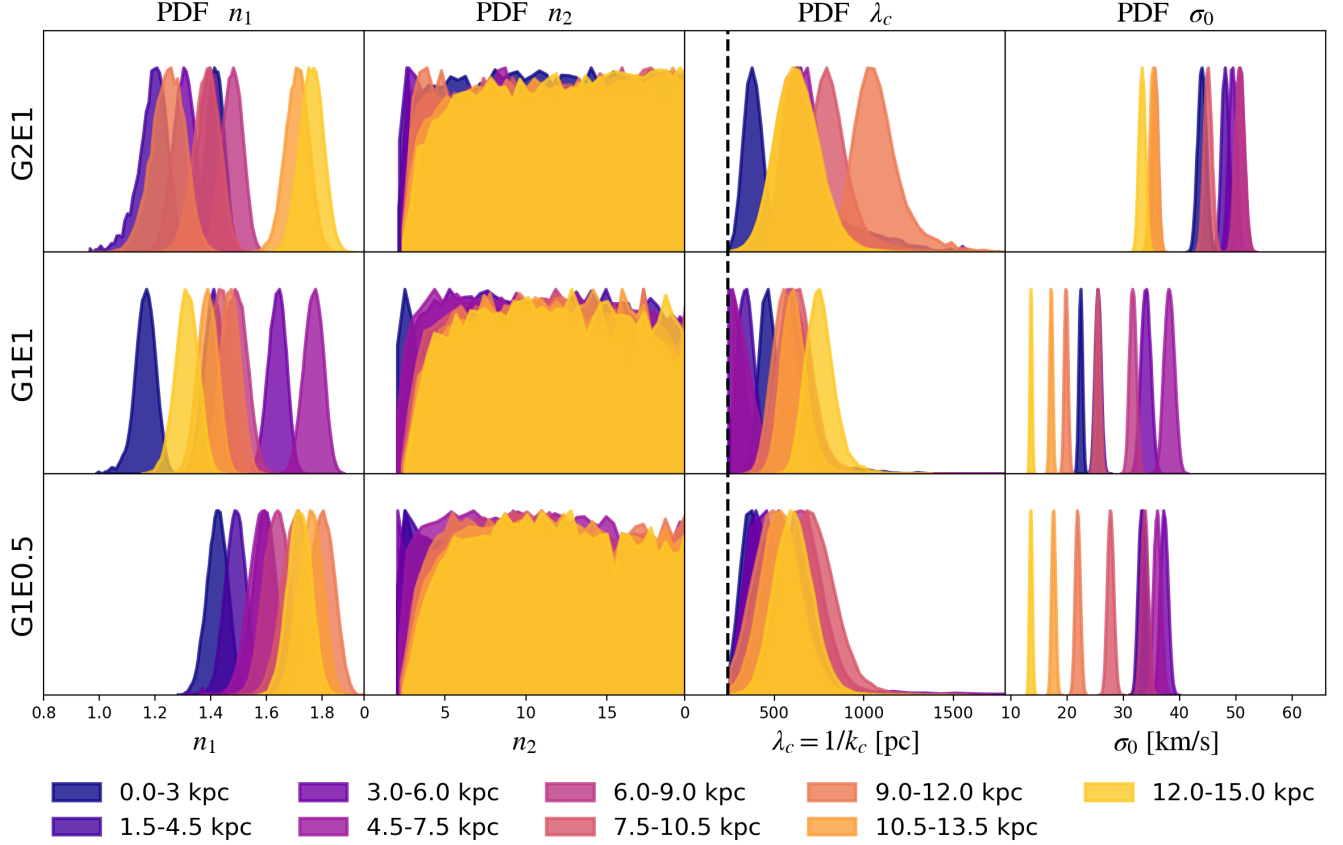 PDF n₁ PDF n₂ PDF λ_c PDF σ₀
G2E1
G1E1
G1E0.5
0.8 1.0 1.2 1.4 1.6 1.8 0 5 10 15 0 500 1000 1500 10 20 30 40 50 60
n₁ n₂ λ_c = 1/k_c [pc] σ₀ [km/s]
0.0-3 kpc 3.0-6.0 kpc 6.0-9.0 kpc 9.0-12.0 kpc 12.0-15.0 kpc
1.5-4.5 kpc 4.5-7.5 kpc 7.5-10.5 kpc 10.5-13.5 kpc